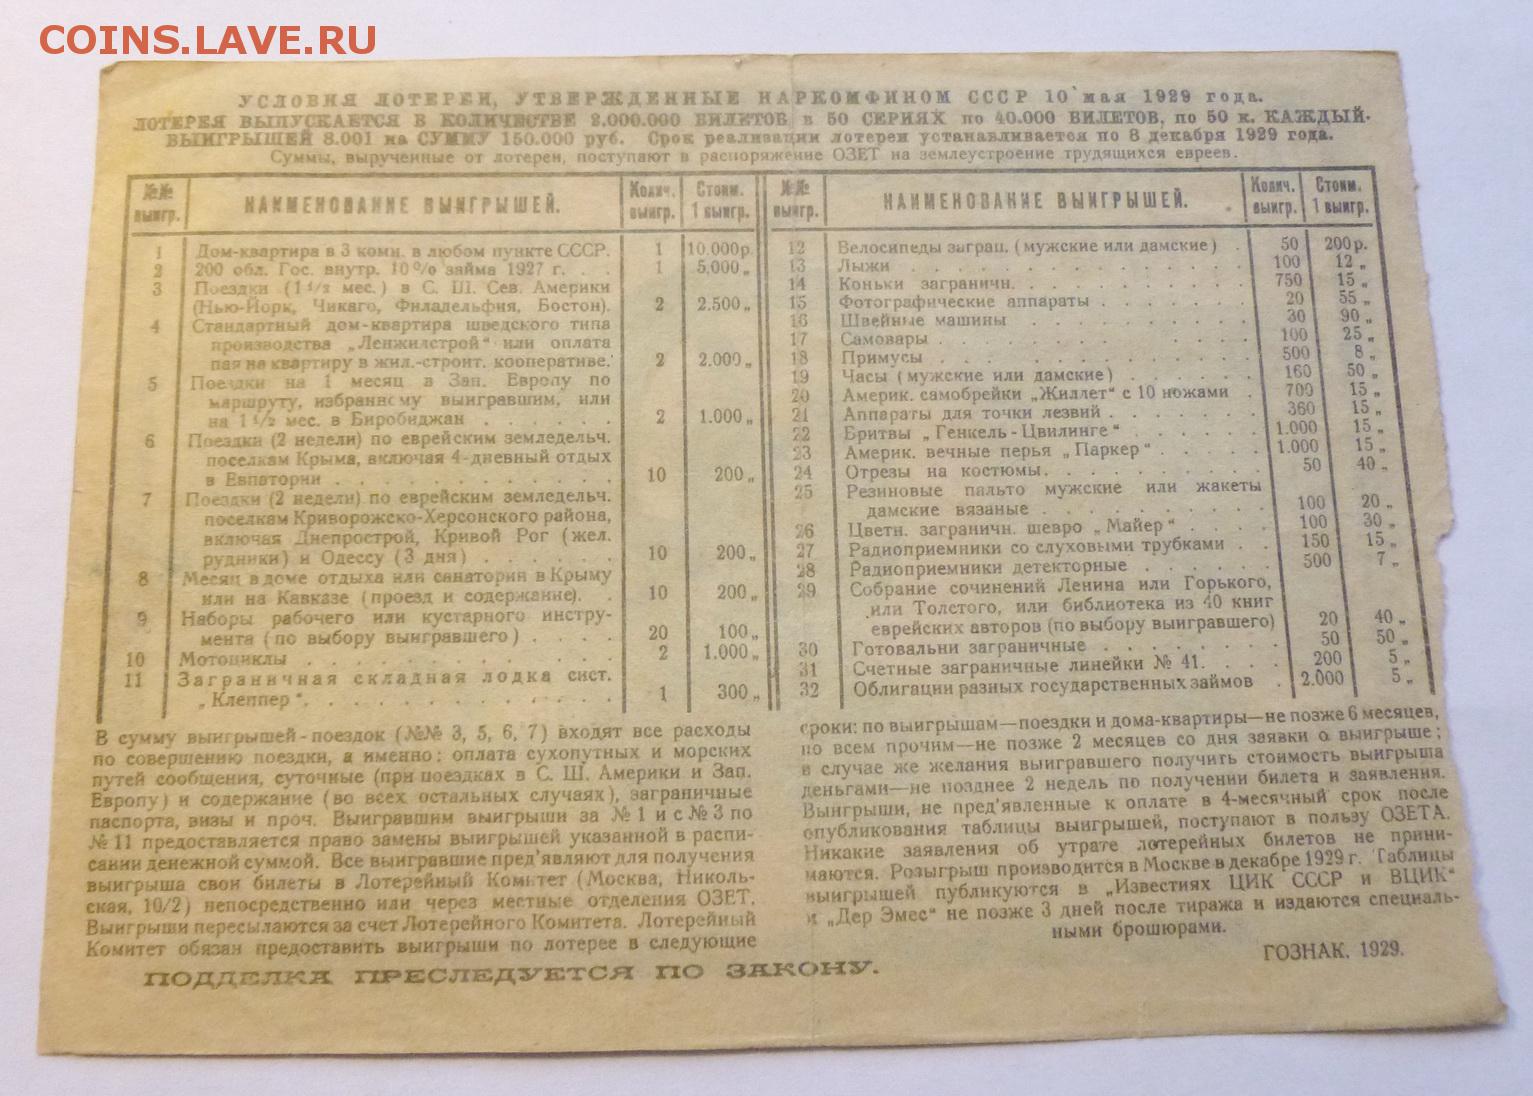 COINS.LAVE.RU
УСЛОВИЯ ЛОТЕРЕИ, УТВЕРЖДЕННЫЕ НАРКОМФИНОМ СССР 10 мая 1929 года.
ЛОТЕРЕЯ ВЫПУСКАЕТСЯ В КОЛИЧЕСТВЕ 2.000.000 БИЛЕТОВ в 50 СЕРИЯХ по 40.000 БИЛЕТОВ, по 50 к. КАЖДЫЙ.
ВЫИГРЫШЕЙ 8.001 на СУММУ 150.000 руб. Срок реализации лотереи устанавливается по 8 декабря 1929 года.
Суммы, вырученные от лотереи, поступают в распоряжение ОЗЕТ на землеустроение трудящихся евреев.
№№ выигр. НАИМЕНОВАНИЕ ВЫИГРЫШЕЙ. Колич. выигр. Стоим. 1 выигр.
1 Дом-квартира в 3 комн. в любом пункте СССР. 1 10.000р.
2 200 обл. Гос. внутр. 10% займа 1927 г. . . 1 5.000 „
3 Поездки (1 1/2 мес.) в С. Ш. Сев. Америки
(Нью-Йорк, Чикаго, Филадельфия, Бостон). 2 2.500 „
4 Стандартный дом-квартира шведского типа
производства „Ленжилстрой“ или оплата
пая на квартиру в жил.-строит. кооперативе. 2 2.000 „
5 Поездки на 1 месяц в Зап. Европу по
маршруту, избранному выигравшим, или
на 1 1/2 мес. в Биробиджан . . . . . . 2 1.000 „
6 Поездки (2 недели) по еврейским земледельч.
поселкам Крыма, включая 4-дневный отдых
в Евпатории . . . . . . . . . . . . 10 200 „
7 Поездки (2 недели) по еврейским земледельч.
поселкам Криворожско-Херсонского района,
включая Днепрострой, Кривой Рог (жел.
рудники) и Одессу (3 дня) . . . . . . 10 200 „
8 Месяц в доме отдыха или санатории в Крыму
или на Кавказе (проезд и содержание). . 10 200 „
9 Наборы рабочего или кустарного инстру-
мента (по выбору выигравшего) . . . . 20 100 „
10 Мотоциклы . . . . . . . . . . . . 2 1.000 „
11 Заграничная складная лодка сист.
„Клеппер“. . . . . . . . . . . . . 1 300 „
№№ выигр. НАИМЕНОВАНИЕ ВЫИГРЫШЕЙ. Колич. выигр. Стоим. 1 выигр.
12 Велосипеды загран. (мужские или дамские) . 50 200 р.
13 Лыжи . . . . . . . . . . . . . 100 12 „
14 Коньки заграничн. . . . . . . . . . 750 15 „
15 Фотографические аппараты . . . . . . 20 55 „
16 Швейные машины . . . . . . . . . 30 90 „
17 Самовары . . . . . . . . . . . . 100 25 „
18 Примусы . . . . . . . . . . . . 500 8 „
19 Часы (мужские или дамские) . . . . . . 160 50 „
20 Америк. самобрейки „Жиллет“ с 10 ножами . 700 15 „
21 Аппараты для точки лезвий . . . . . . 360 15 „
22 Бритвы „Генкель-Цвилинге“ . . . . . . 1.000 15 „
23 Америк. вечные перья „Паркер“ . . . . . 1.000 15 „
24 Отрезы на костюмы. . . . . . . . . 50 40 „
25 Резиновые пальто мужские или жакеты
дамские вязаные . . . . . . . . . . 100 20 „
26 Цветн. заграничн. шевро „Майер“ . . . . 100 30 „
27 Радиоприемники со слуховыми трубками . . 150 15 „
28 Радиоприемники детекторные . . . . . 500 7 „
29 Собрание сочинений Ленина или Горького,
или Толстого, или библиотека из 40 книг
еврейских авторов (по выбору выигравшего) 20 40 „
30 Готовальни заграничные . . . . . . . 50 50 „
31 Счетные заграничные линейки № 41. . . . 200 5 „
32 Облигации разных государственных займов . 2.000 5 „
В сумму выигрышей-поездок (№№ 3, 5, 6, 7) входят все расходы
по совершению поездки, а именно: оплата сухопутных и морских
путей сообщения, суточные (при поездках в С. Ш. Америки и Зап.
Европу) и содержание (во всех остальных случаях), заграничные
паспорта, визы и проч. Выигравшим выигрыши за № 1 и с № 3 по
№ 11 предоставляется право замены выигрышей указанной в распи-
сании денежной суммой. Все выигравшие пред'являют для получения
выигрыша свои билеты в Лотерейный Комитет (Москва, Николь-
ская, 10/2) непосредственно или через местные отделения ОЗЕТ.
Выигрыши пересылаются за счет Лотерейного Комитета. Лотерейный
Комитет обязан предоставить выигрыши по лотерее в следующие
сроки: по выигрышам—поездки и дома-квартиры—не позже 6 месяцев,
по всем прочим—не позже 2 месяцев со дня заявки о выигрыше;
в случае же желания выигравшего получить стоимость выигрыша
деньгами—не позднее 2 недель по получении билета и заявления.
Выигрыши, не пред'явленные к оплате в 4-месячный срок после
опубликования таблицы выигрышей, поступают в пользу ОЗЕТА.
Никакие заявления об утрате лотерейных билетов не прини-
маются. Розыгрыш производится в Москве в декабре 1929 г. Таблицы
выигрышей публикуются в „Известиях ЦИК СССР и ВЦИК“
и „Дер Эмес“ не позже 3 дней после тиража и издаются специаль-
ными брошюрами.
ГОЗНАК. 1929.
ПОДДЕЛКА ПРЕСЛЕДУЕТСЯ ПО ЗАКОНУ.